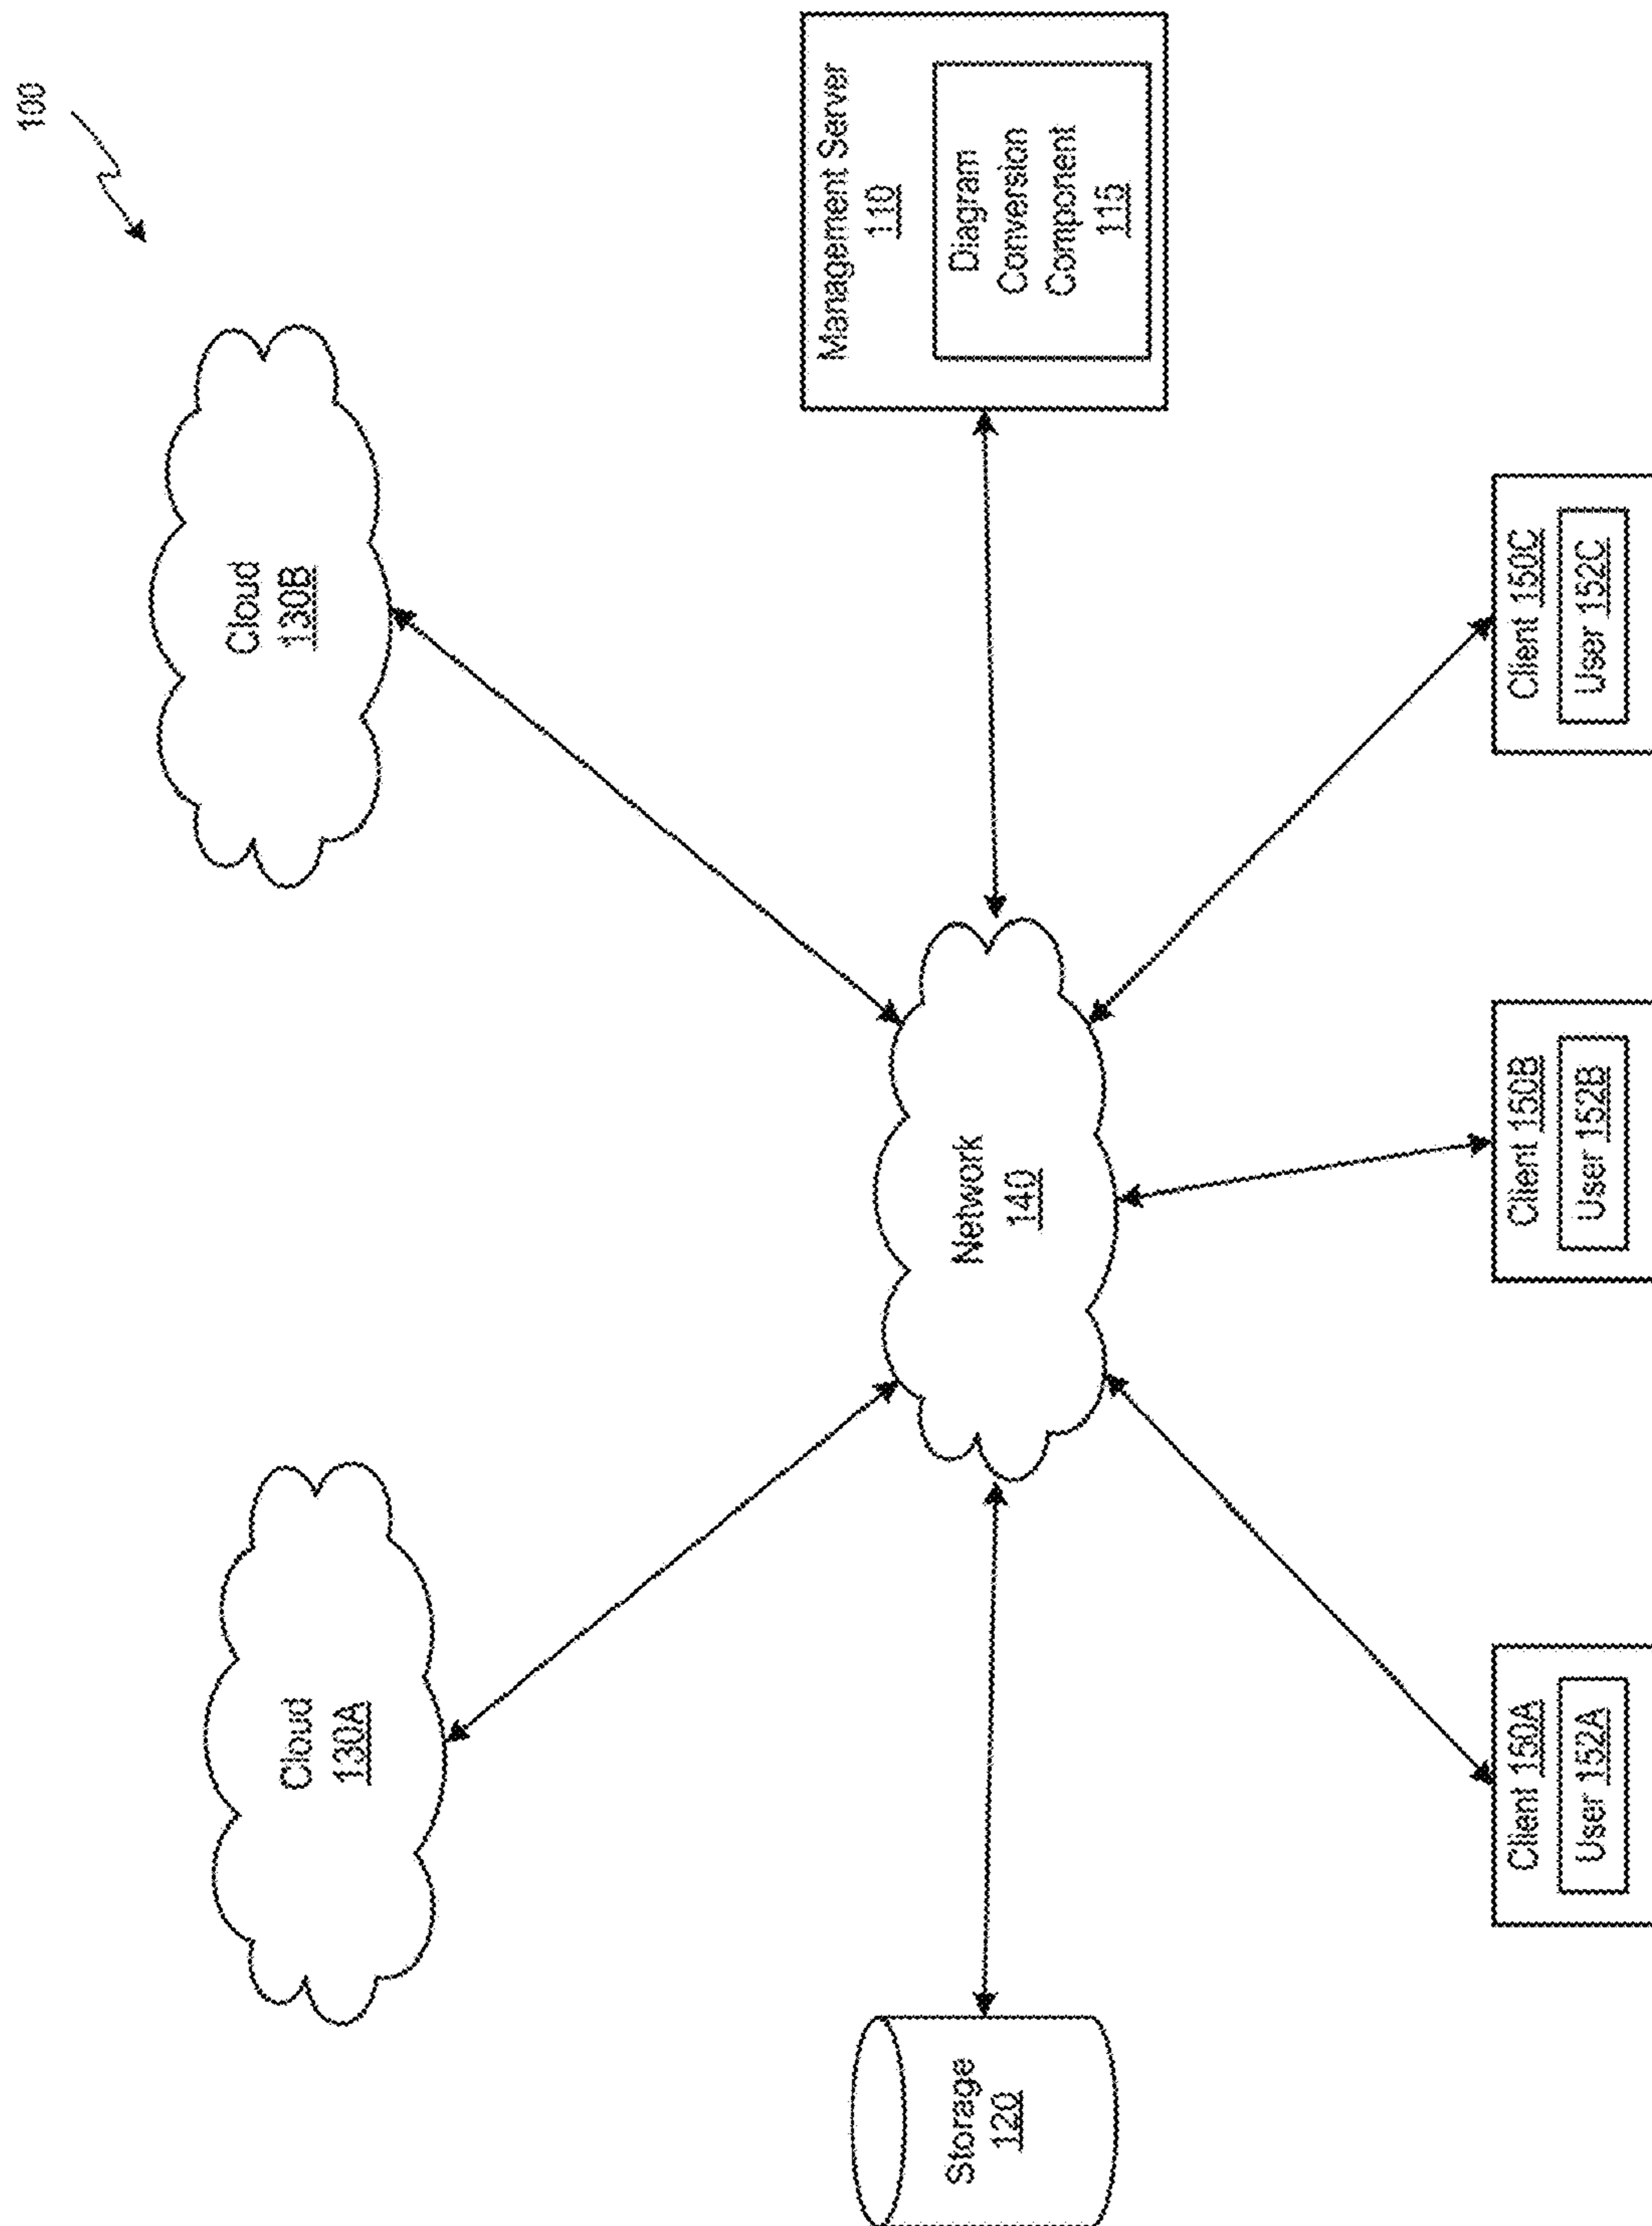 100
Cloud
130A
Cloud
130B
Storage
120
Network
140
Management Server
110
Diagram
Conversion
Component
115
Client 150A
User 152A
Client 150B
User 152B
Client 150C
User 152C